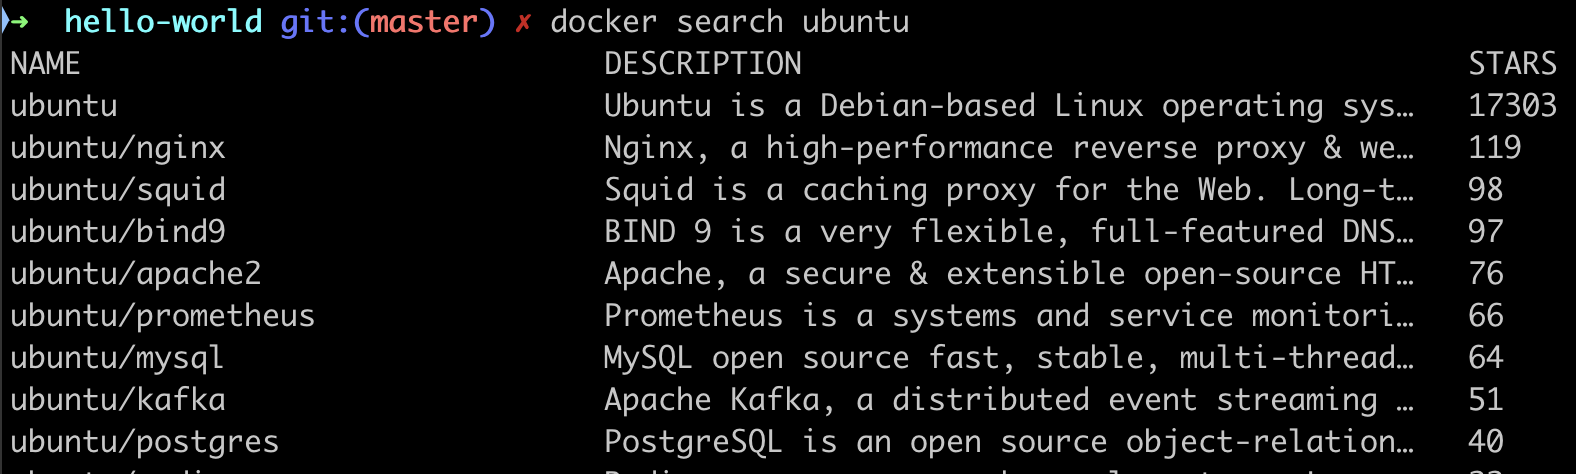 ➜ hello-world git:(master) ✗ docker search ubuntu
NAME DESCRIPTION STARS
ubuntu Ubuntu is a Debian-based Linux operating sys… 17303
ubuntu/nginx Nginx, a high-performance reverse proxy & we… 119
ubuntu/squid Squid is a caching proxy for the Web. Long-t… 98
ubuntu/bind9 BIND 9 is a very flexible, full-featured DNS… 97
ubuntu/apache2 Apache, a secure & extensible open-source HT… 76
ubuntu/prometheus Prometheus is a systems and service monitori… 66
ubuntu/mysql MySQL open source fast, stable, multi-thread… 64
ubuntu/kafka Apache Kafka, a distributed event streaming … 51
ubuntu/postgres PostgreSQL is an open source object-relation… 40